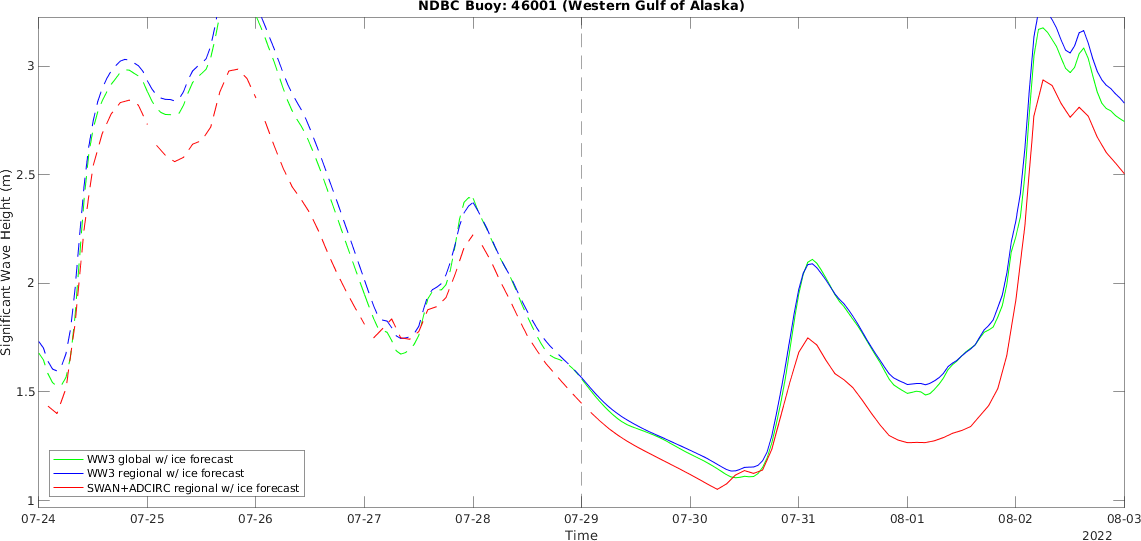 NDBC Buoy: 46001 (Western Gulf of Alaska)
Significant Wave Height (m)
3
2.5
2
1.5
1
WW3 global w/ ice forecast
WW3 regional w/ ice forecast
SWAN+ADCIRC regional w/ ice forecast
07-24 07-25 07-26 07-27 07-28 07-29 07-30 07-31 08-01 08-02 08-03
Time
2022